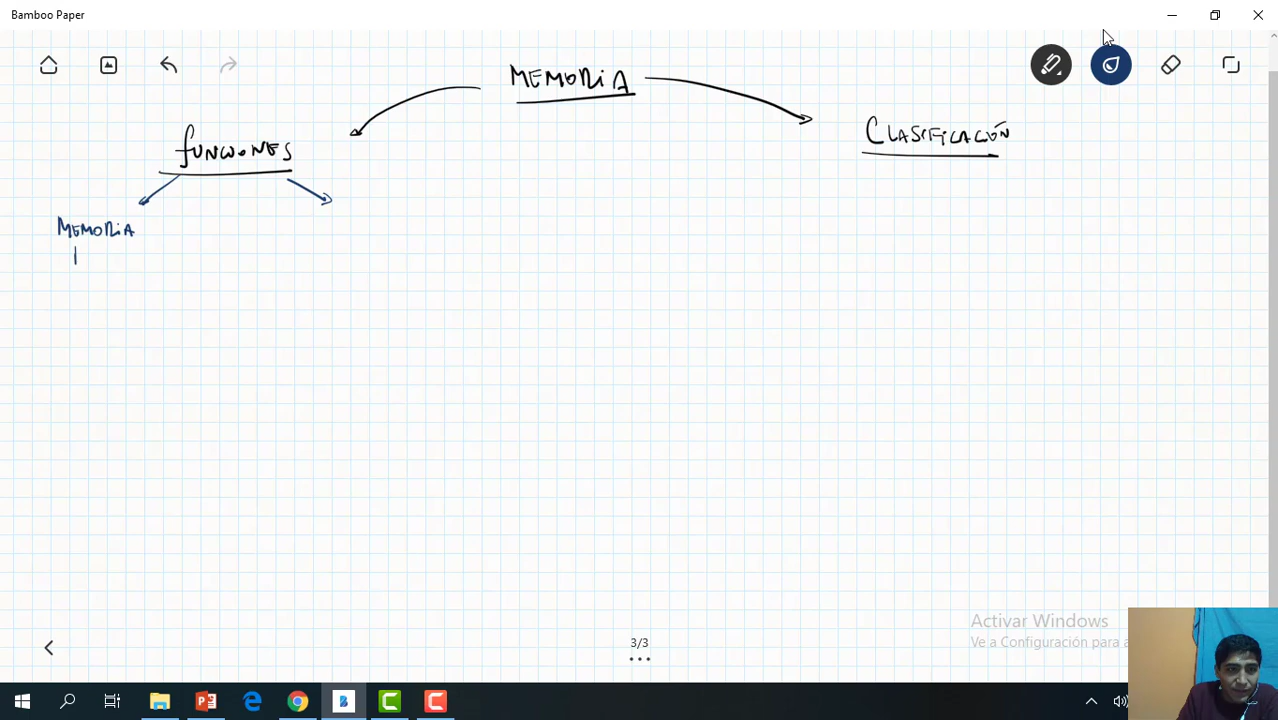 Bamboo Paper
MEMORiA
funciones
CLASiFiCACIÓN
MEMORiA
Activar Windows
Ve a Configuración para a
3/3